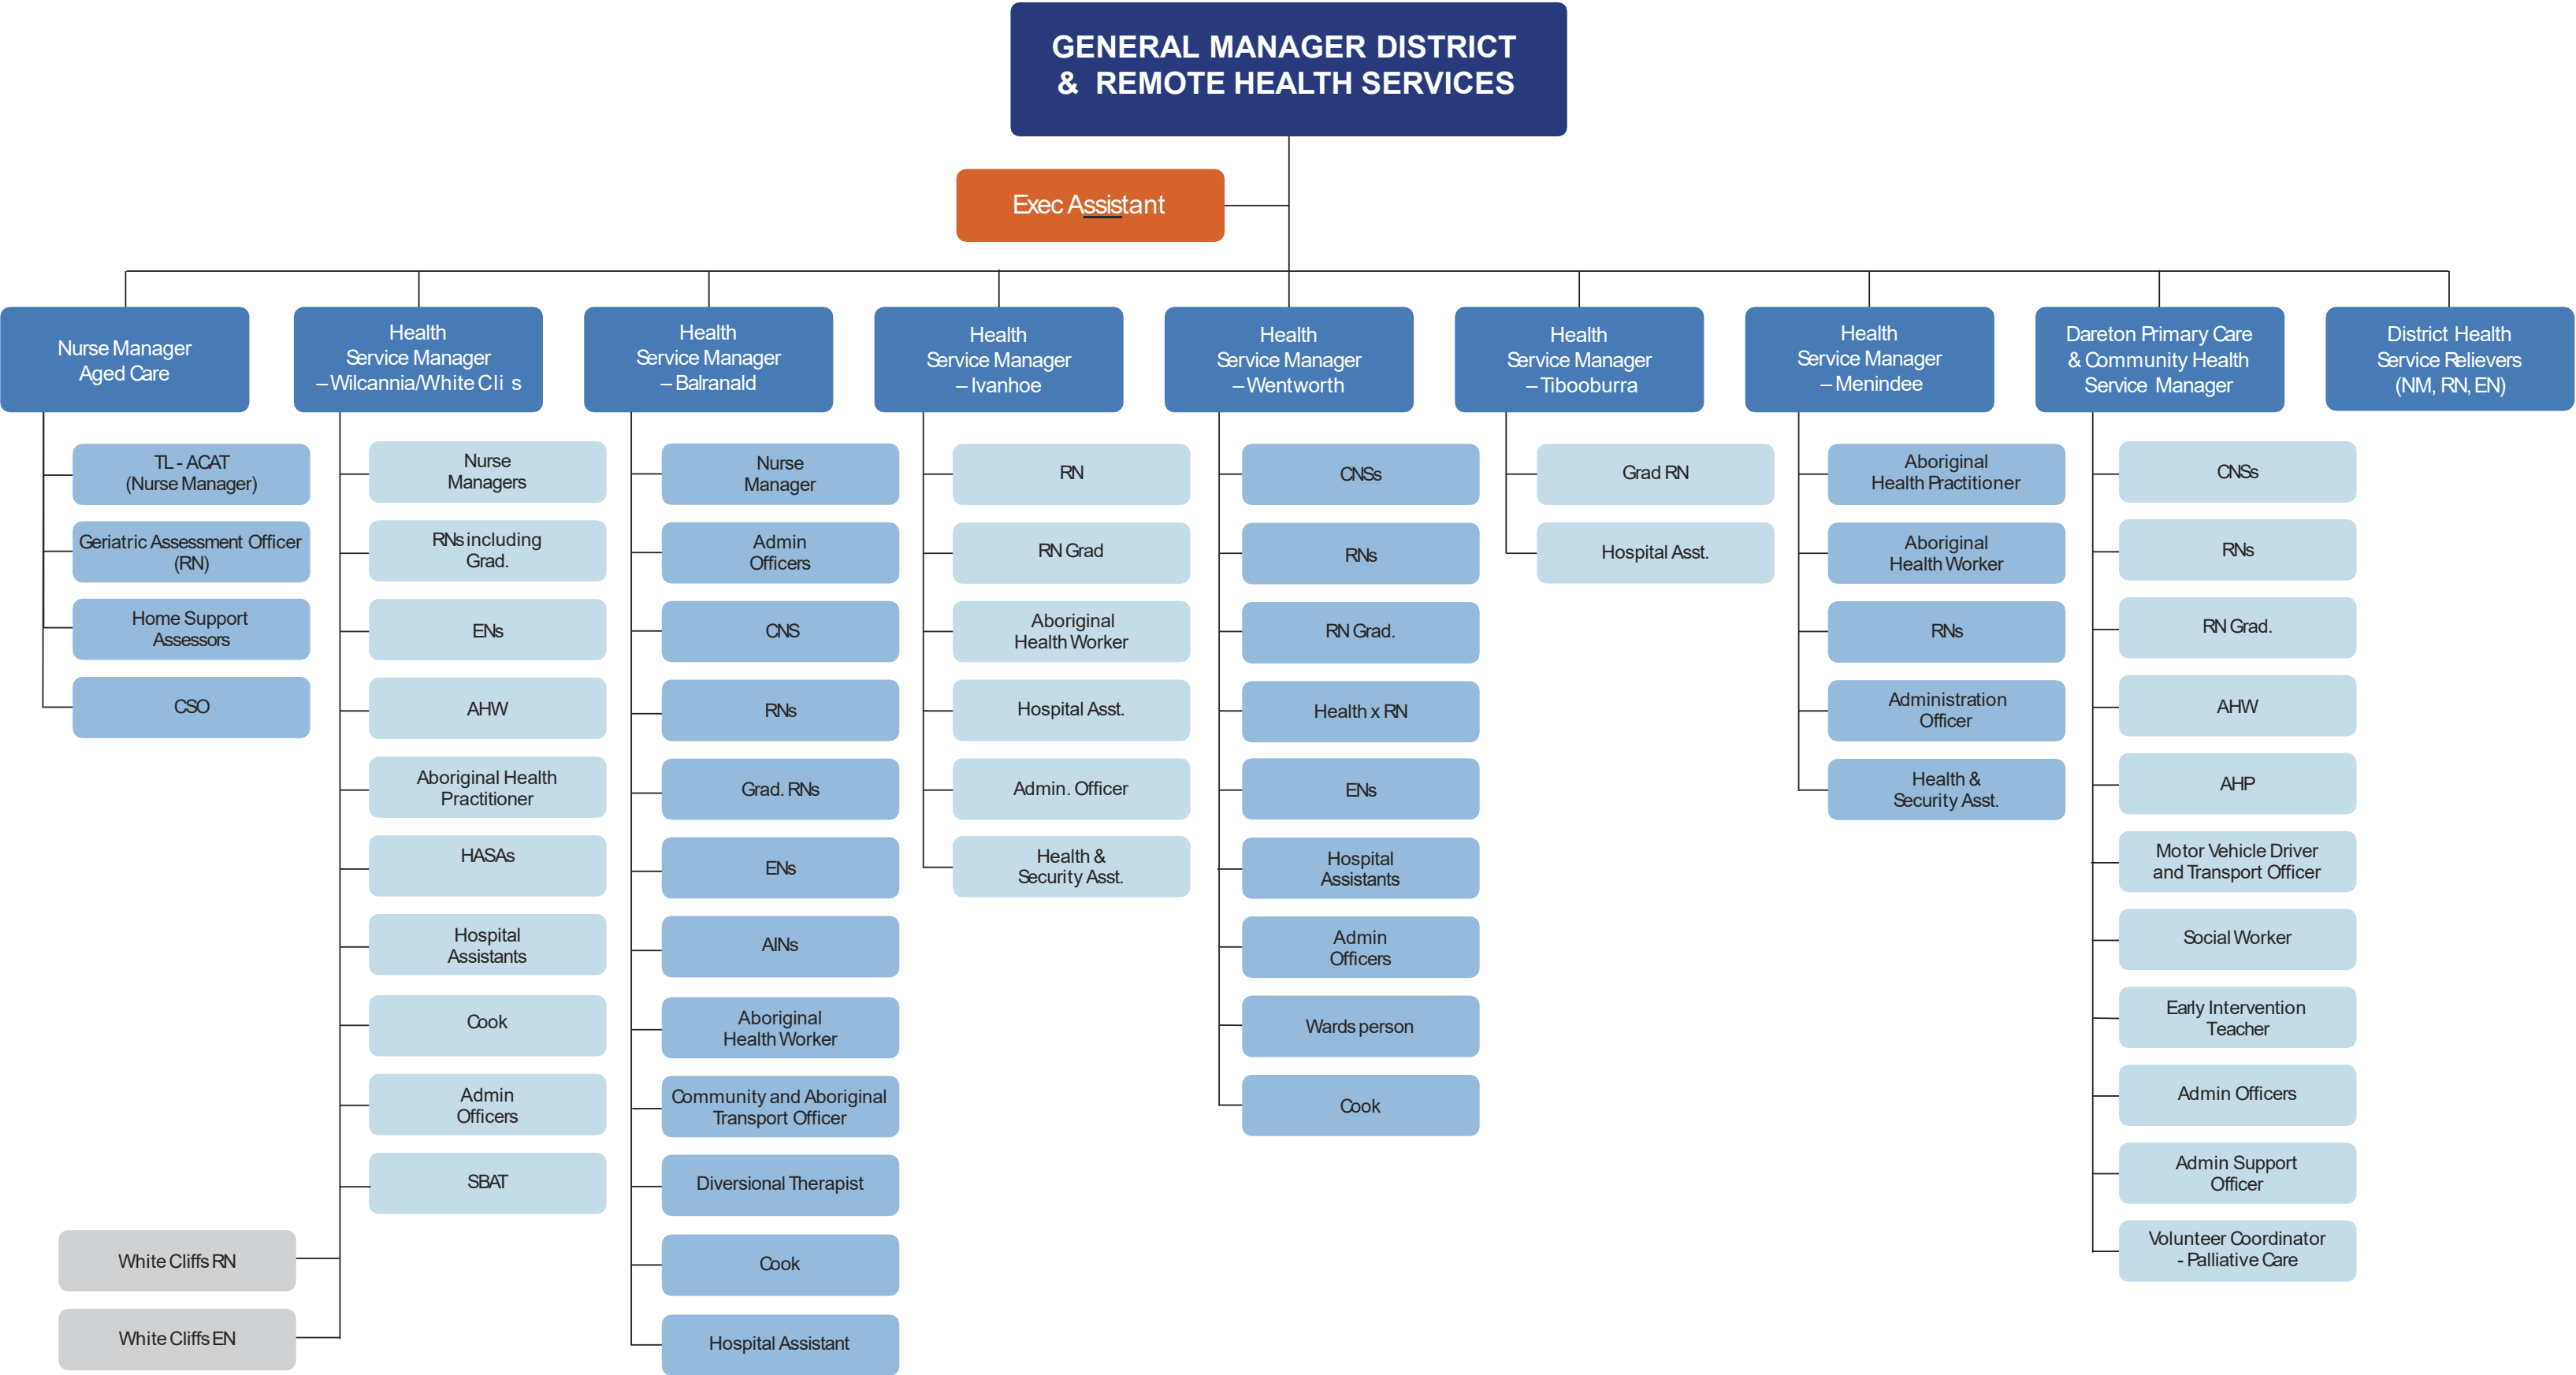 GENERAL MANAGER DISTRICT
& REMOTE HEALTH SERVICES
Exec Assistant
Nurse Manager
Aged Care
TL - ACAT
(Nurse Manager)
Geriatric Assessment Officer
(RN)
Home Support
Assessors
CSO
Health
Service Manager
– Wilcannia/White Cli s
Nurse
Managers
RNs including
Grad.
ENs
AHW
Aboriginal Health
Practitioner
HASAs
Hospital
Assistants
Cook
Admin
Officers
SBAT
White Cliffs RN
White Cliffs EN
Health
Service Manager
– Balranald
Nurse
Manager
Admin
Officers
CNS
RNs
Grad. RNs
ENs
AINs
Aboriginal
Health Worker
Community and Aboriginal
Transport Officer
Diversional Therapist
Cook
Hospital Assistant
Health
Service Manager
– Ivanhoe
RN
RN Grad
Aboriginal
Health Worker
Hospital Asst.
Admin. Officer
Health &
Security Asst.
Health
Service Manager
– Wentworth
CNSs
RNs
RN Grad.
Health x RN
ENs
Hospital
Assistants
Admin
Officers
Wards person
Cook
Health
Service Manager
– Tibooburra
Grad RN
Hospital Asst.
Health
Service Manager
– Menindee
Aboriginal
Health Practitioner
Aboriginal
Health Worker
RNs
Administration
Officer
Health &
Security Asst.
Dareton Primary Care
& Community Health
Service Manager
CNSs
RNs
RN Grad.
AHW
AHP
Motor Vehicle Driver
and Transport Officer
Social Worker
Early Intervention
Teacher
Admin Officers
Admin Support
Officer
Volunteer Coordinator
- Palliative Care
District Health
Service Relievers
(NM, RN, EN)